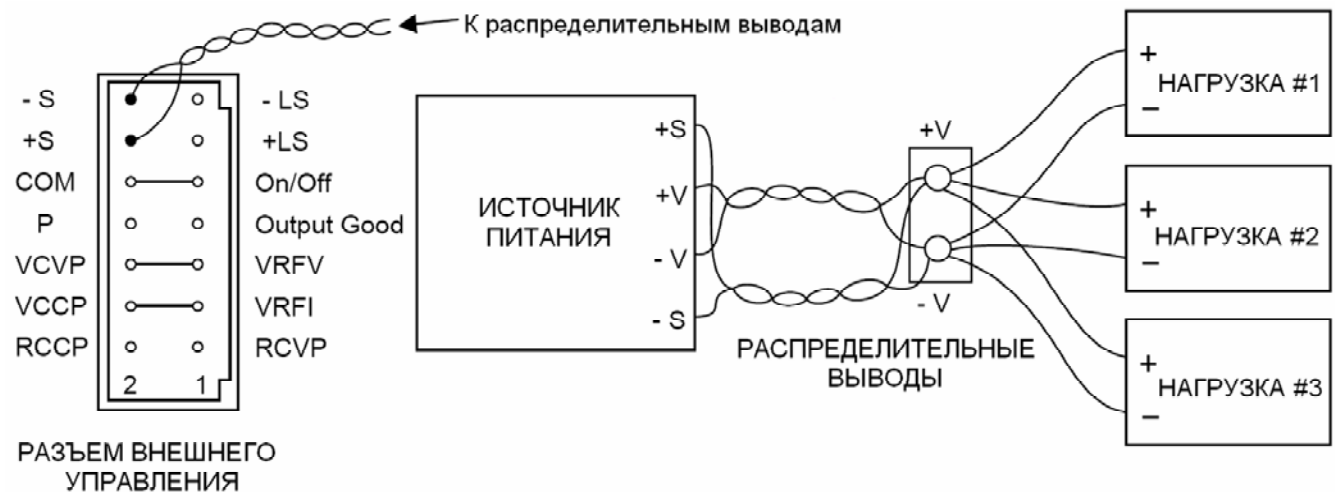 К распределительным выводам
- S - LS
+S +LS
COM On/Off
P Output Good
VCVP VRFV
VCCP VRFI
RCCP RCVP
2 1
РАЗЪЕМ ВНЕШНЕГО
УПРАВЛЕНИЯ
ИСТОЧНИК
ПИТАНИЯ
+S
+V
- V
- S
+V
- V
РАСПРЕДЕЛИТЕЛЬНЫЕ
ВЫВОДЫ
+
НАГРУЗКА #1
−
+
НАГРУЗКА #2
−
+
НАГРУЗКА #3
−